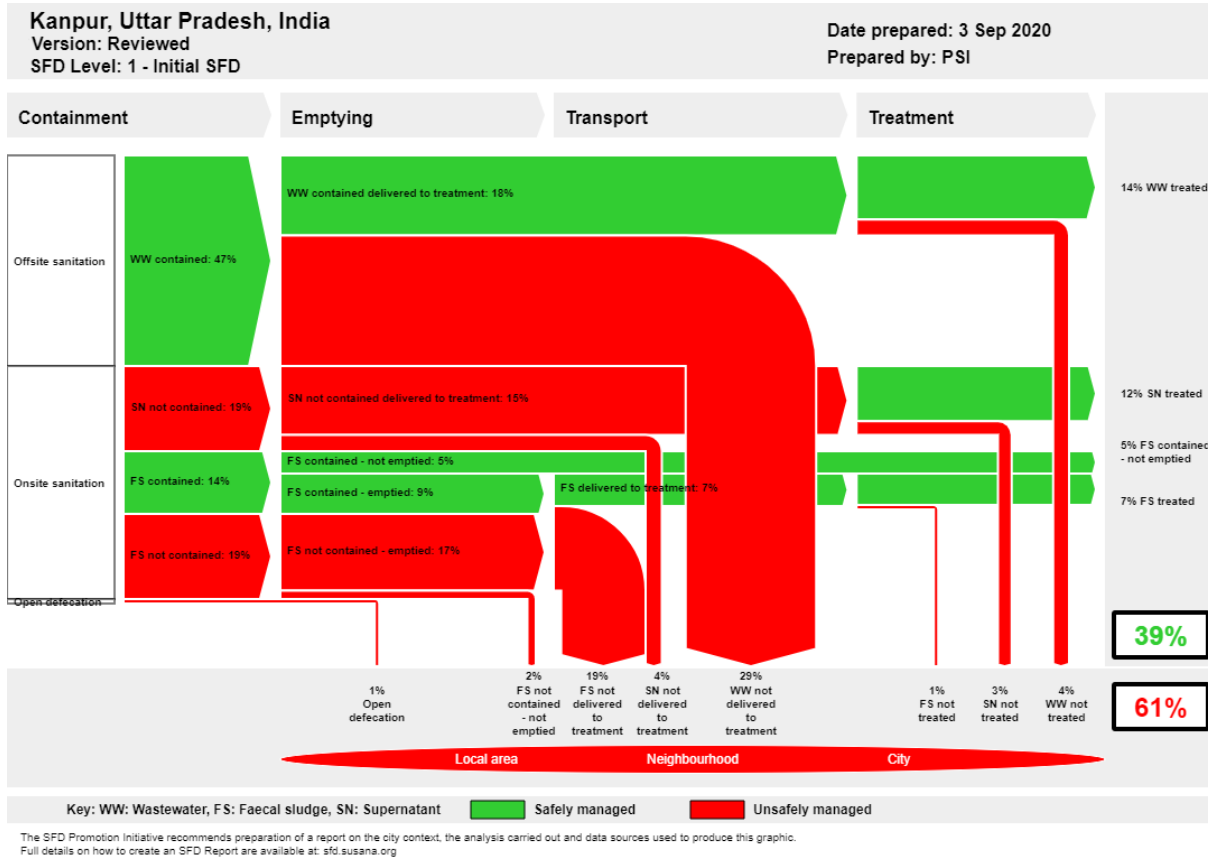 Kanpur, Uttar Pradesh, India
Version: Reviewed
SFD Level: 1 - Initial SFD
Date prepared: 3 Sep 2020
Prepared by: PSI
Containment
Emptying
Transport
Treatment
Offsite sanitation
WW contained: 47%
WW contained delivered to treatment: 18%
14% WW treated
Onsite sanitation
SN not contained: 19%
SN not contained delivered to treatment: 15%
12% SN treated
FS contained: 14%
FS contained - not emptied: 5%
5% FS contained
- not emptied
FS contained - emptied: 9%
FS delivered to treatment: 7%
7% FS treated
FS not contained: 19%
FS not contained - emptied: 17%
Open defecation
39%
1%
Open
defecation
2%
FS not
contained
- not
emptied
19%
FS not
delivered
to
treatment
4%
SN not
delivered
to
treatment
29%
WW not
delivered
to
treatment
1%
FS not
treated
3%
SN not
treated
4%
WW not
treated
61%
Local area
Neighbourhood
City
Key: WW: Wastewater, FS: Faecal sludge, SN: Supernatant
Safely managed
Unsafely managed
The SFD Promotion Initiative recommends preparation of a report on the city context, the analysis carried out and data sources used to produce this graphic.
Full details on how to create an SFD Report are available at: sfd.susana.org